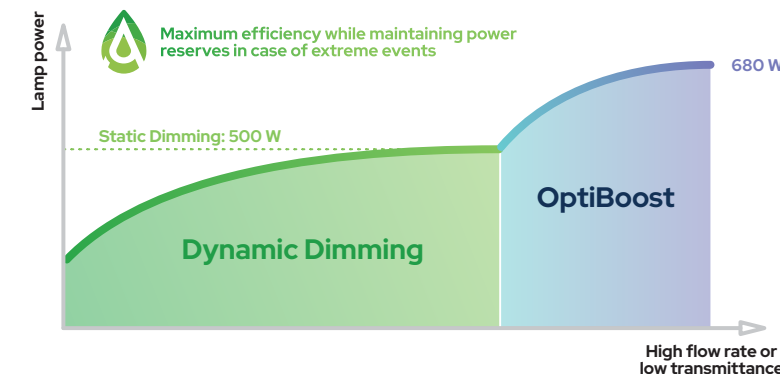 Lamp power
Maximum efficiency while maintaining power
reserves in case of extreme events
680 W
Static Dimming: 500 W
OptiBoost
Dynamic Dimming
High flow rate or
low transmittance